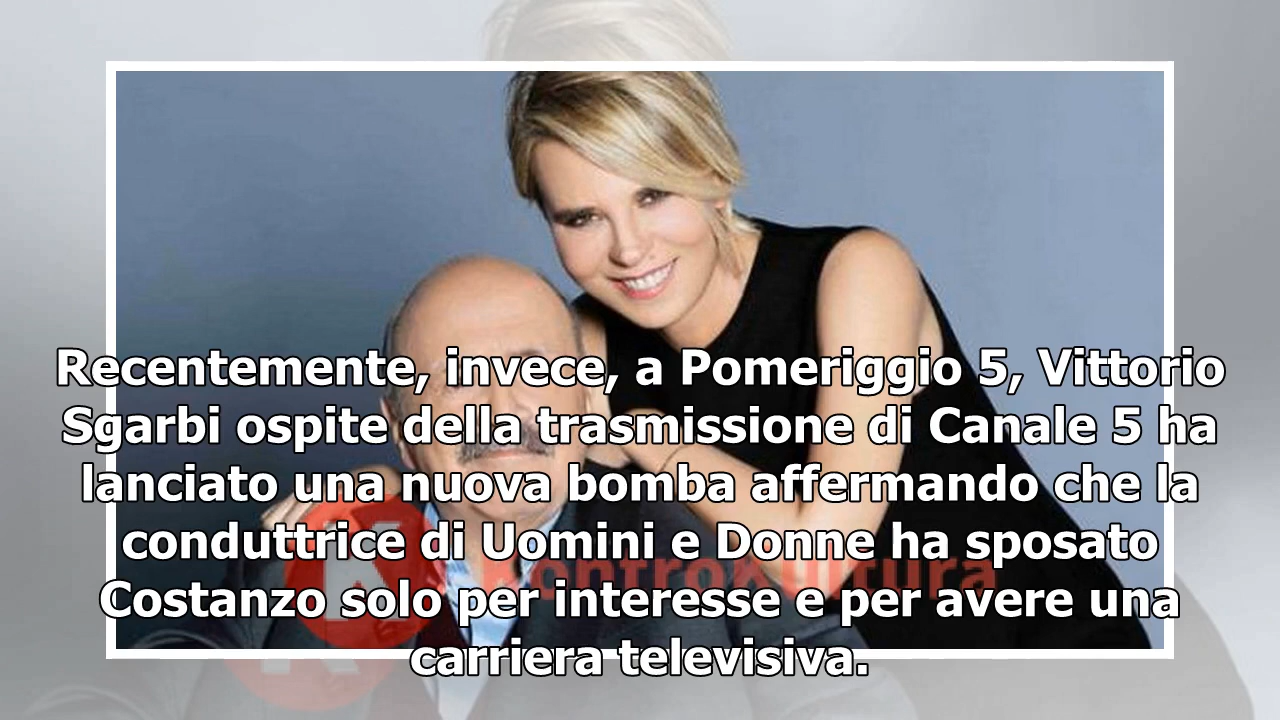 Recentemente, invece, a Pomeriggio 5, Vittorio
Sgarbi ospite della trasmissione di Canale 5 ha
lanciato una nuova bomba affermando che la
conduttrice di Uomini e Donne ha sposato
Costanzo solo per interesse e per avere una
carriera televisiva.
K KontroKultura